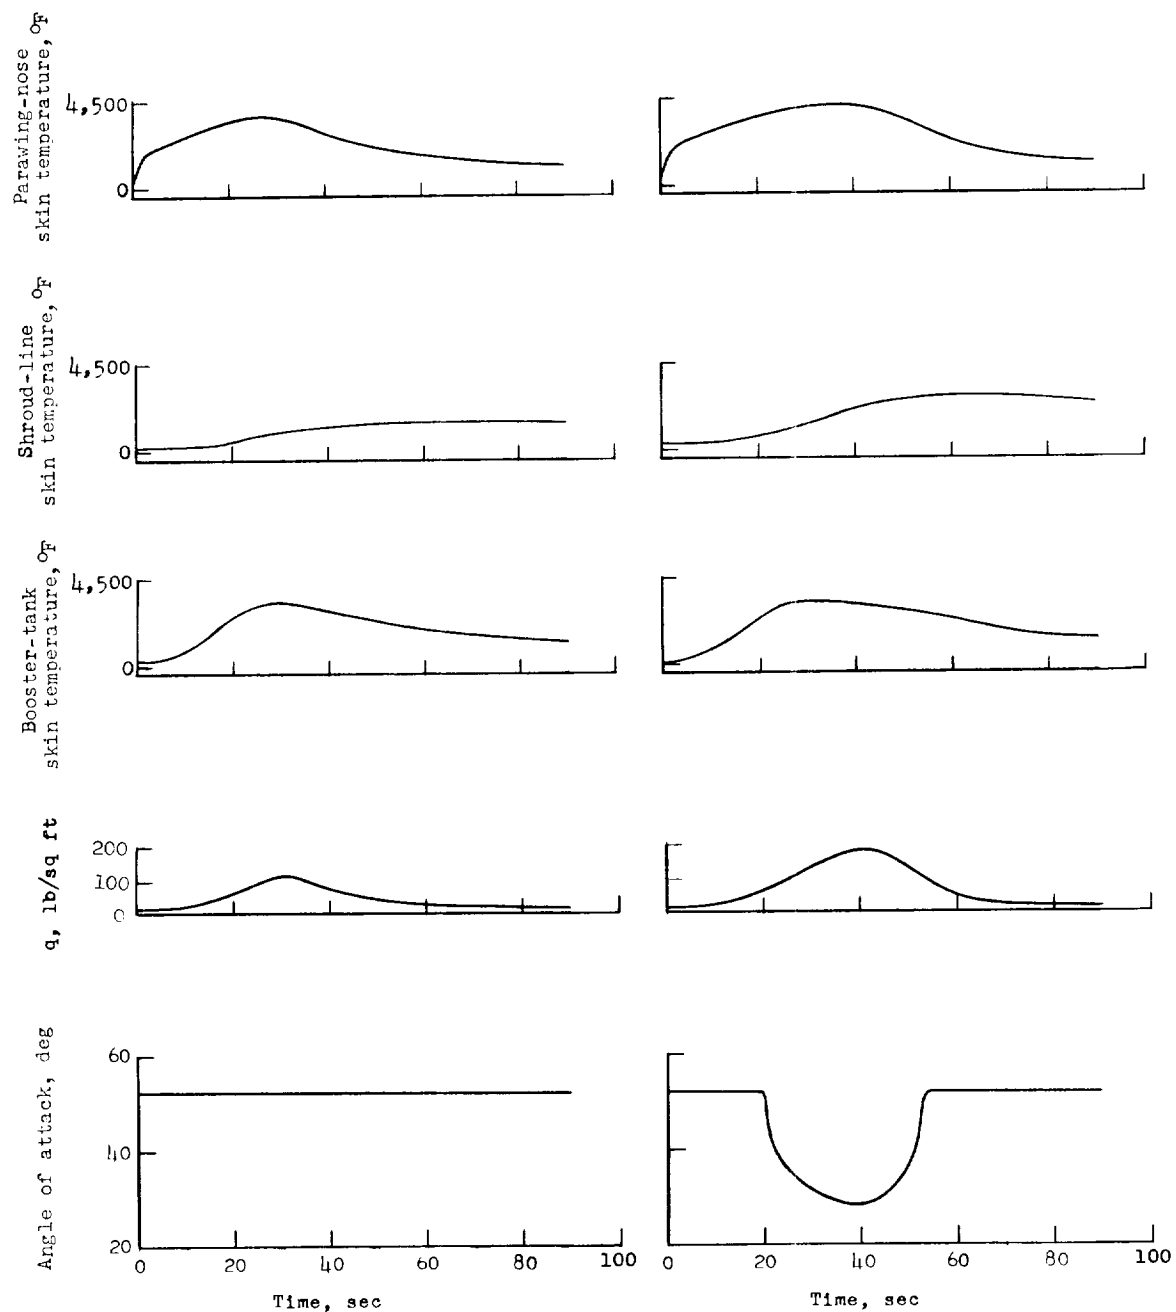 Parawing-nose
skin temperature, °F
4,500
0
Shroud-line
skin temperature, °F
4,500
0
Booster-tank
skin temperature, °F
4,500
0
q, lb/sq ft
200
100
0
Angle of attack, deg
60
40
20
0 20 40 60 80 100
Time, sec
0 20 40 60 80 100
Time, sec